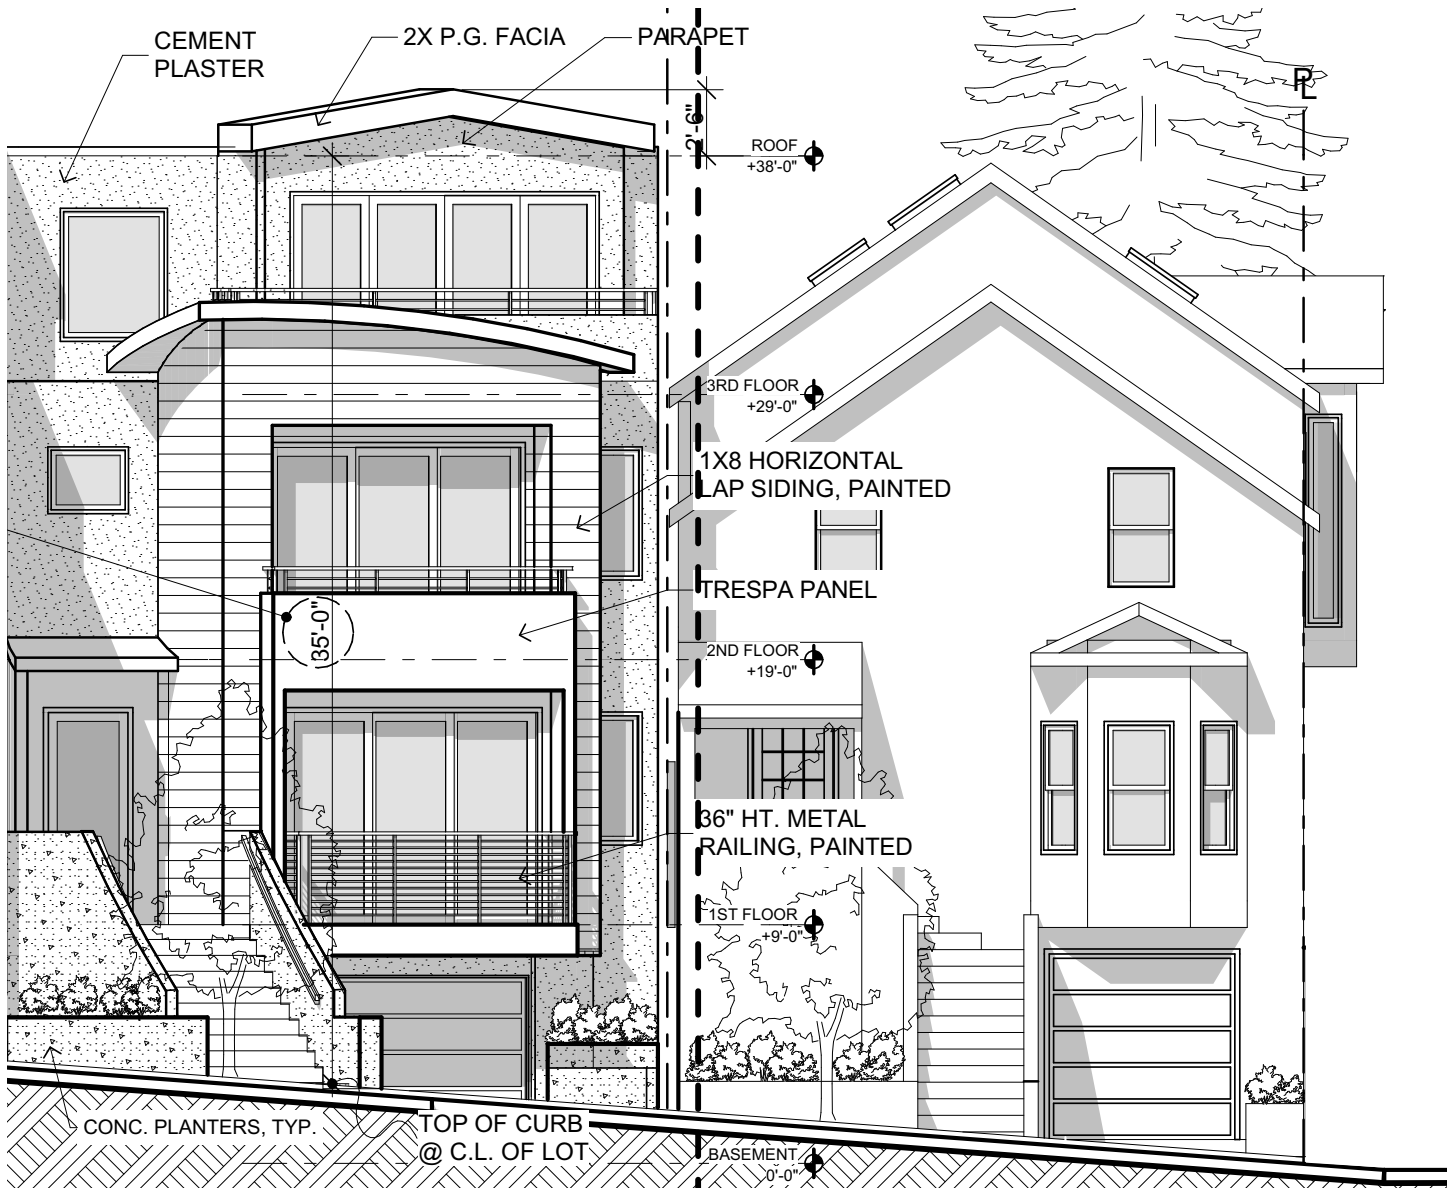 CEMENT
PLASTER
2X P.G. FACIA
PARAPET
PL
2'-6"
ROOF
+38'-0"
3RD FLOOR
+29'-0"
1X8 HORIZONTAL
LAP SIDING, PAINTED
TRESPA PANEL
35'-0"
2ND FLOOR
+19'-0"
36" HT. METAL
RAILING, PAINTED
1ST FLOOR
+9'-0"
CONC. PLANTERS, TYP.
TOP OF CURB
@ C.L. OF LOT
BASEMENT
0'-0"